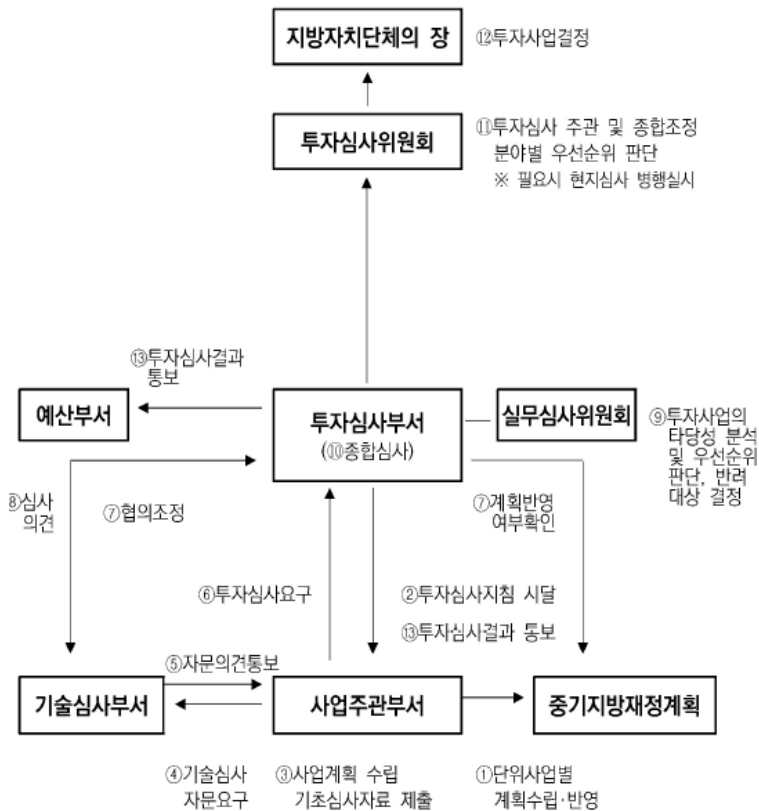 지방자치단체의 장
⑫투자사업결정
투자심사위원회
⑪투자심사 주관 및 종합조정
분야별 우선순위 판단
※ 필요시 현지심사 병행실시
⑬투자심사결과
통보
예산부서
투자심사부서
(⑩종합심사)
실무심사위원회
⑨투자사업의
타당성 분석
및 우선순위
판단, 반려
대상 결정
⑧심사
의견
⑦협의조정
⑦계획반영
여부확인
⑥투자심사요구
②투자심사지침 시달
⑬투자심사결과 통보
⑤자문의견통보
기술심사부서
사업주관부서
중기지방재정계획
④기술심사
자문요구
③사업계획 수립
기초심사자료 제출
①단위사업별
계획수립·반영